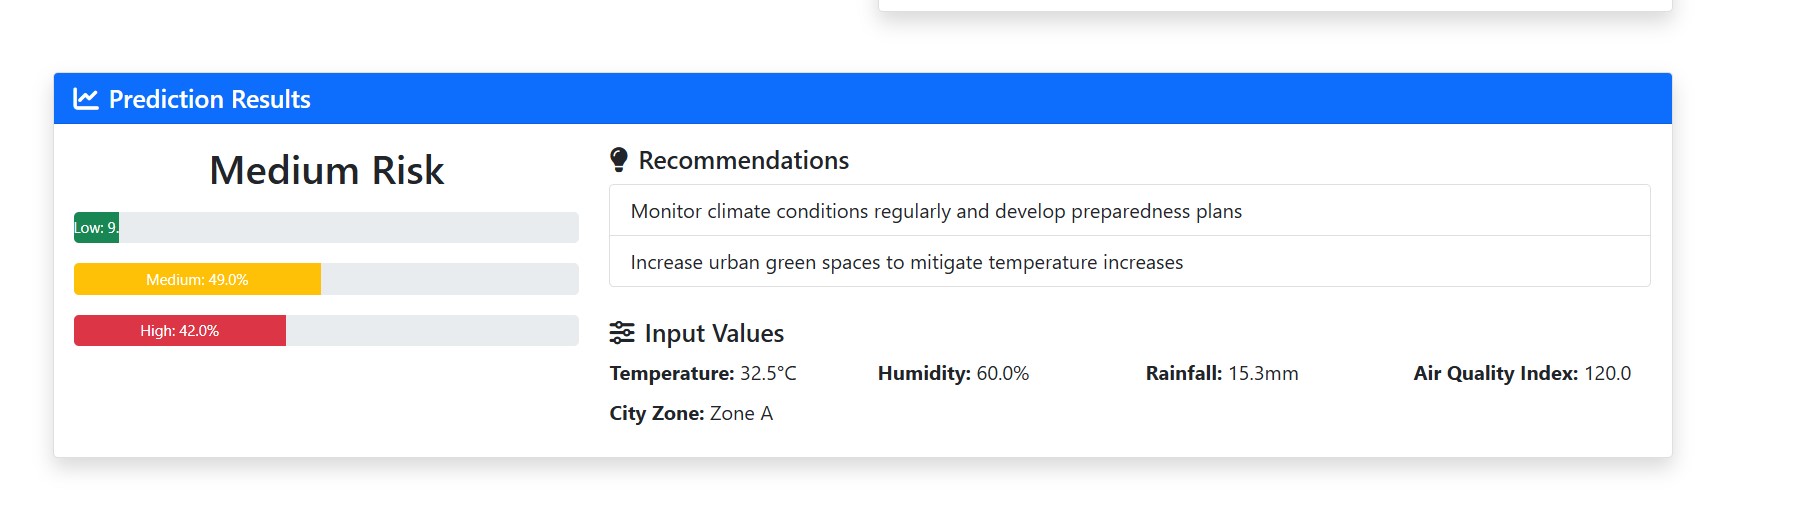 Prediction Results
Medium Risk
Low: 9.
Medium: 49.0%
High: 42.0%
Recommendations
Monitor climate conditions regularly and develop preparedness plans
Increase urban green spaces to mitigate temperature increases
Input Values
Temperature: 32.5°C Humidity: 60.0% Rainfall: 15.3mm Air Quality Index: 120.0
City Zone: Zone A